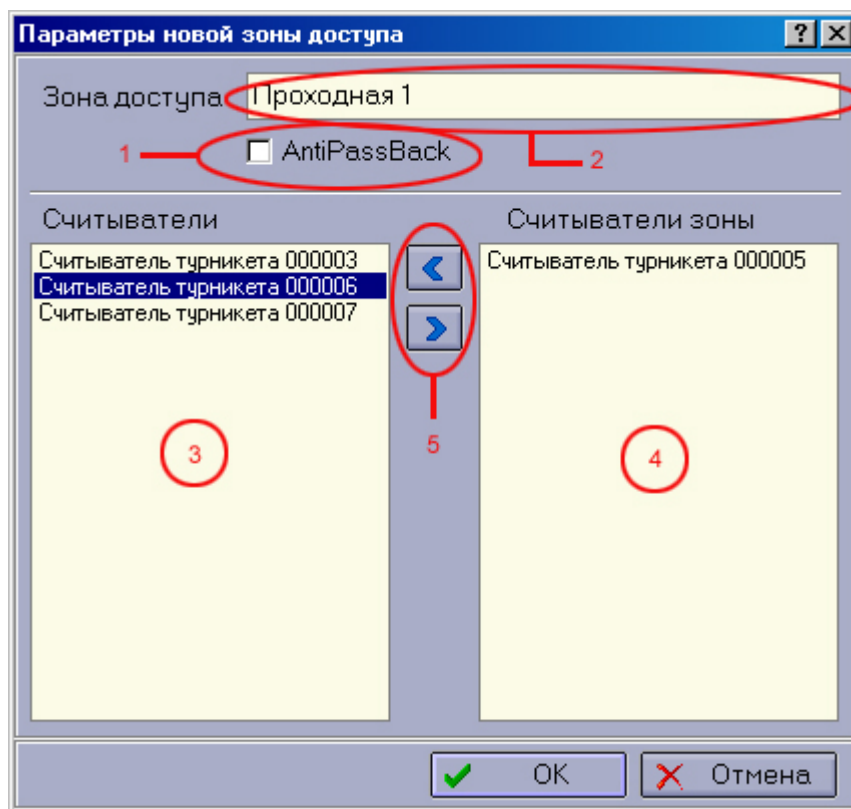 Параметры новой зоны доступа
Зона доступа Проходная 1
1 AntiPassBack 2
Считыватели Считыватели зоны
Считыватель турникета 000003
Считыватель турникета 000006
Считыватель турникета 000007
Считыватель турникета 000005
5
3
4
OK Отмена